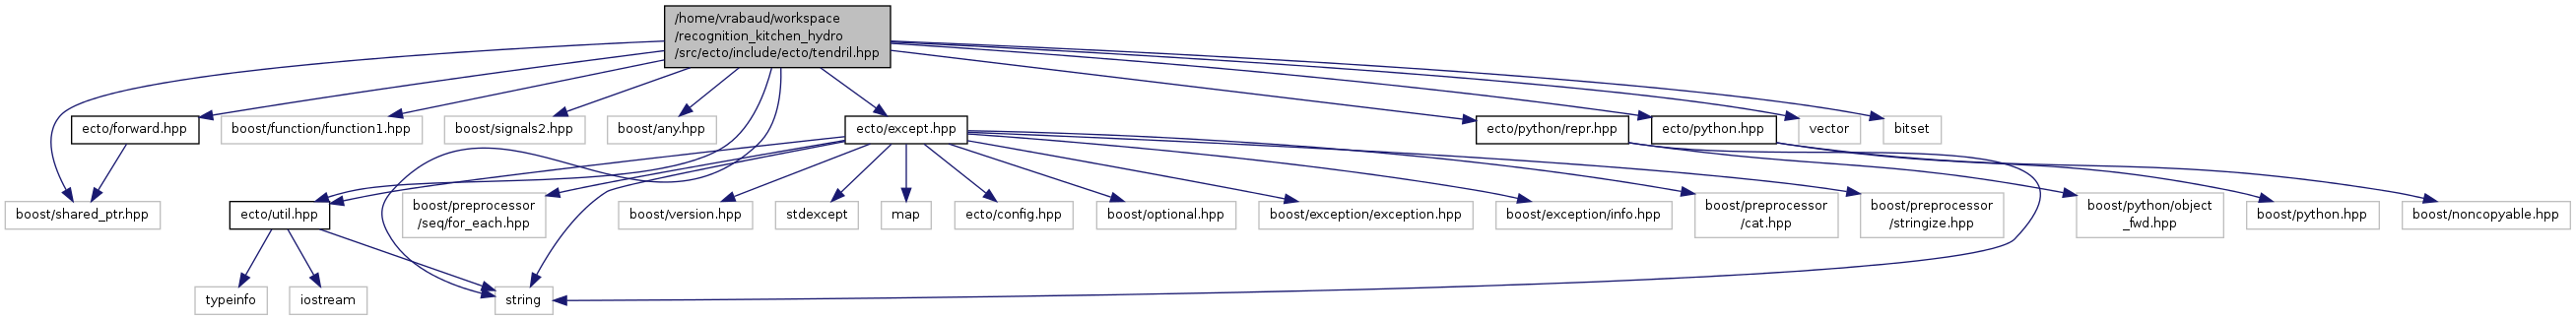 /home/vrabaud/workspace
/recognition_kitchen_hydro
/src/ecto/include/ecto/tendril.hpp
ecto/forward.hpp
boost/function/function1.hpp
boost/signals2.hpp
boost/any.hpp
ecto/except.hpp
ecto/python/repr.hpp
ecto/python.hpp
vector
bitset
boost/shared_ptr.hpp
ecto/util.hpp
boost/preprocessor
/seq/for_each.hpp
boost/version.hpp
stdexcept
map
ecto/config.hpp
boost/optional.hpp
boost/exception/exception.hpp
boost/exception/info.hpp
boost/preprocessor
/cat.hpp
boost/preprocessor
/stringize.hpp
boost/python/object
_fwd.hpp
boost/python.hpp
boost/noncopyable.hpp
typeinfo
iostream
string